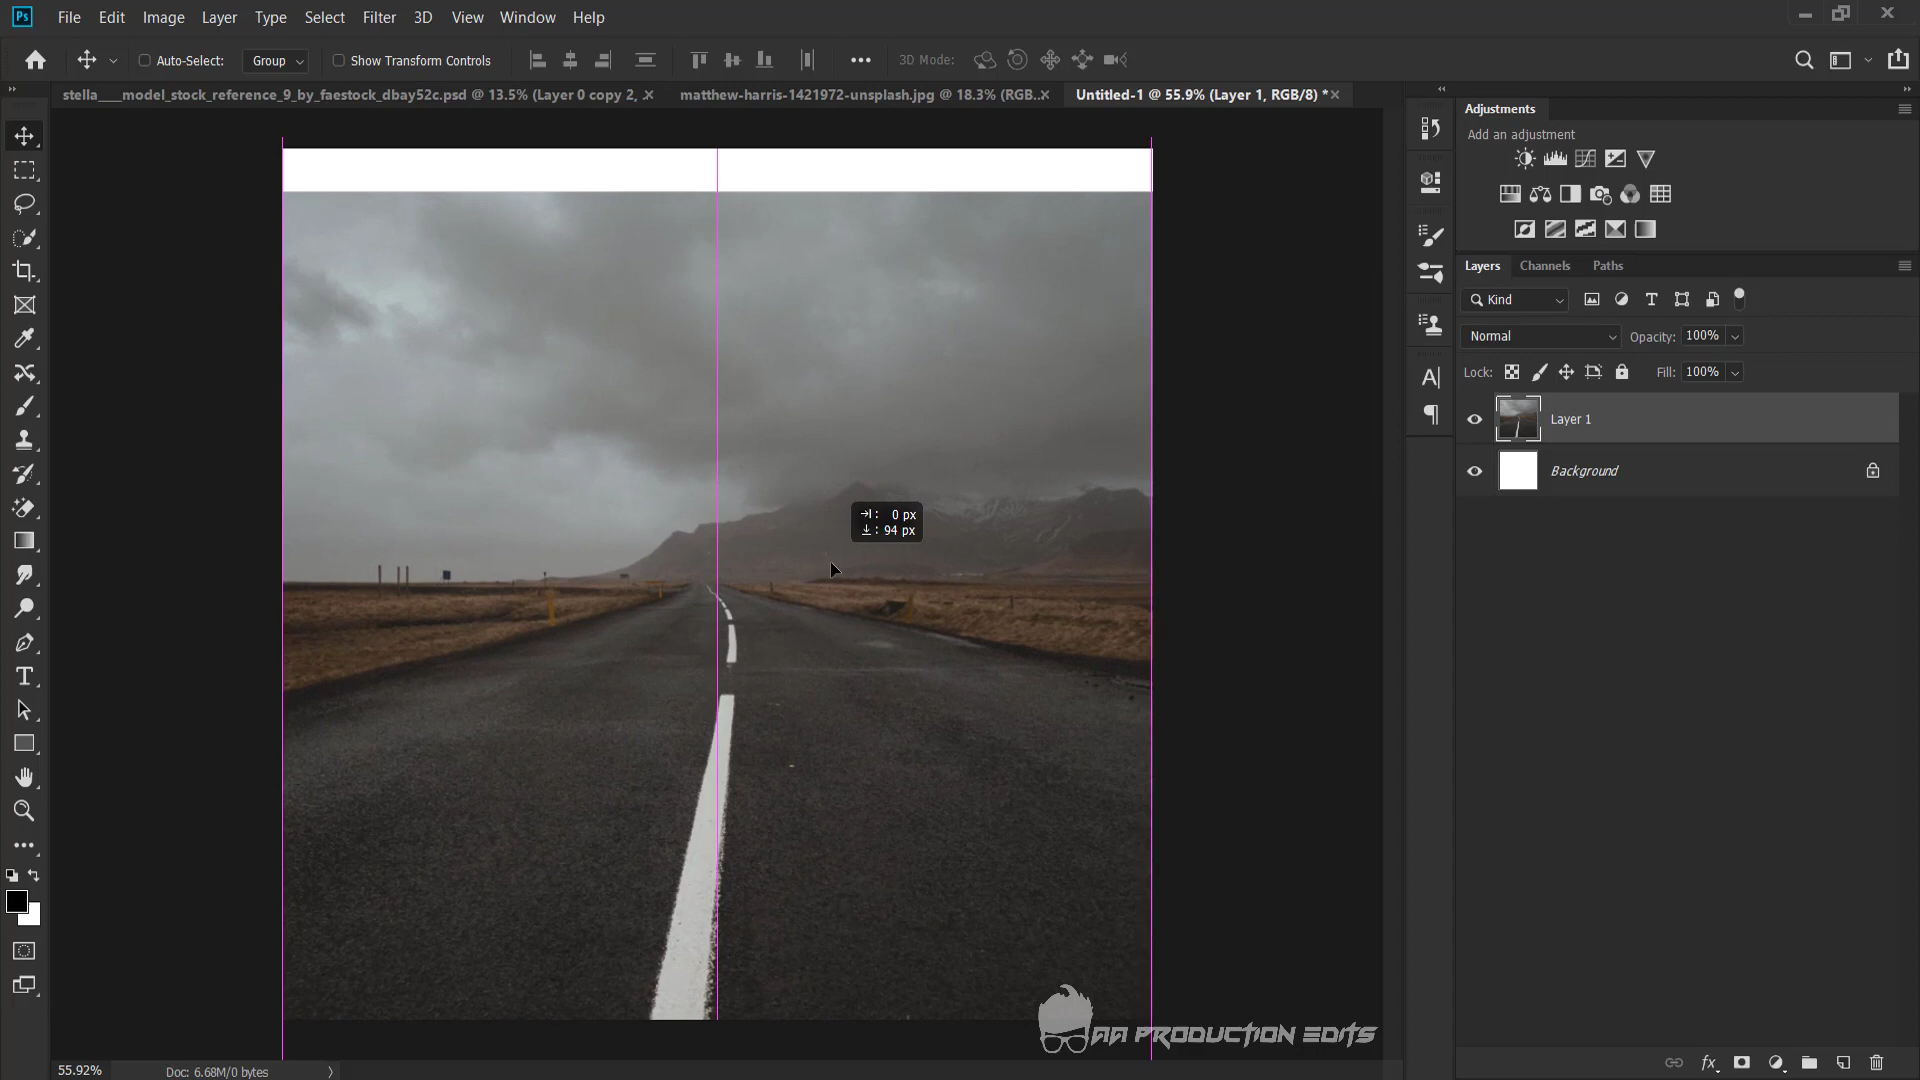 Ps File Edit Image Layer Type Select Filter 3D View Window Help
Auto-Select: Group Show Transform Controls 3D Mode:
stella___model_stock_reference_9_by_faestock_dbay52c.psd @ 13.5% (Layer 0 copy 2, matthew-harris-1421972-unsplash.jpg @ 18.3% (RGB... Untitled-1 @ 55.9% (Layer 1, RGB/8) *
Adjustments
Add an adjustment
Layers Channels Paths
Kind
Normal Opacity: 100%
Lock: Fill: 100%
Layer 1
Background
0 px
94 px
AA PRODUCTION EDITS
55.92% Doc: 6.68M/0 bytes